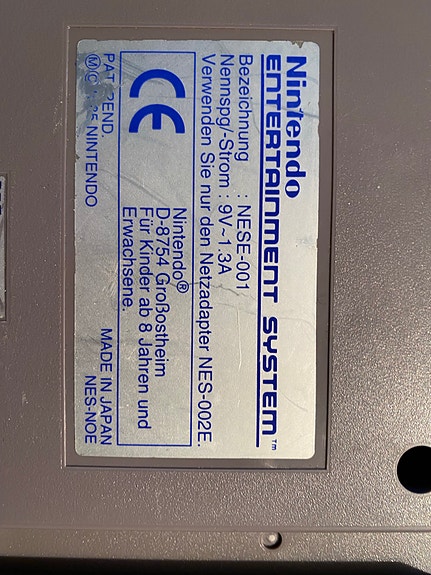 Nintendo
ENTERTAINMENT SYSTEM™
Bezeichnung : NESE-001
Nennspg/-Strom : 9V~1.3A
Verwenden Sie nur den Netzadapter NES-002E.
CE
Nintendo®
D-8754 Großostheim
Für Kinder ab 8 Jahren und
Erwachsene.
PAT. PEND. MADE IN JAPAN
NINTENDO NES-NOE